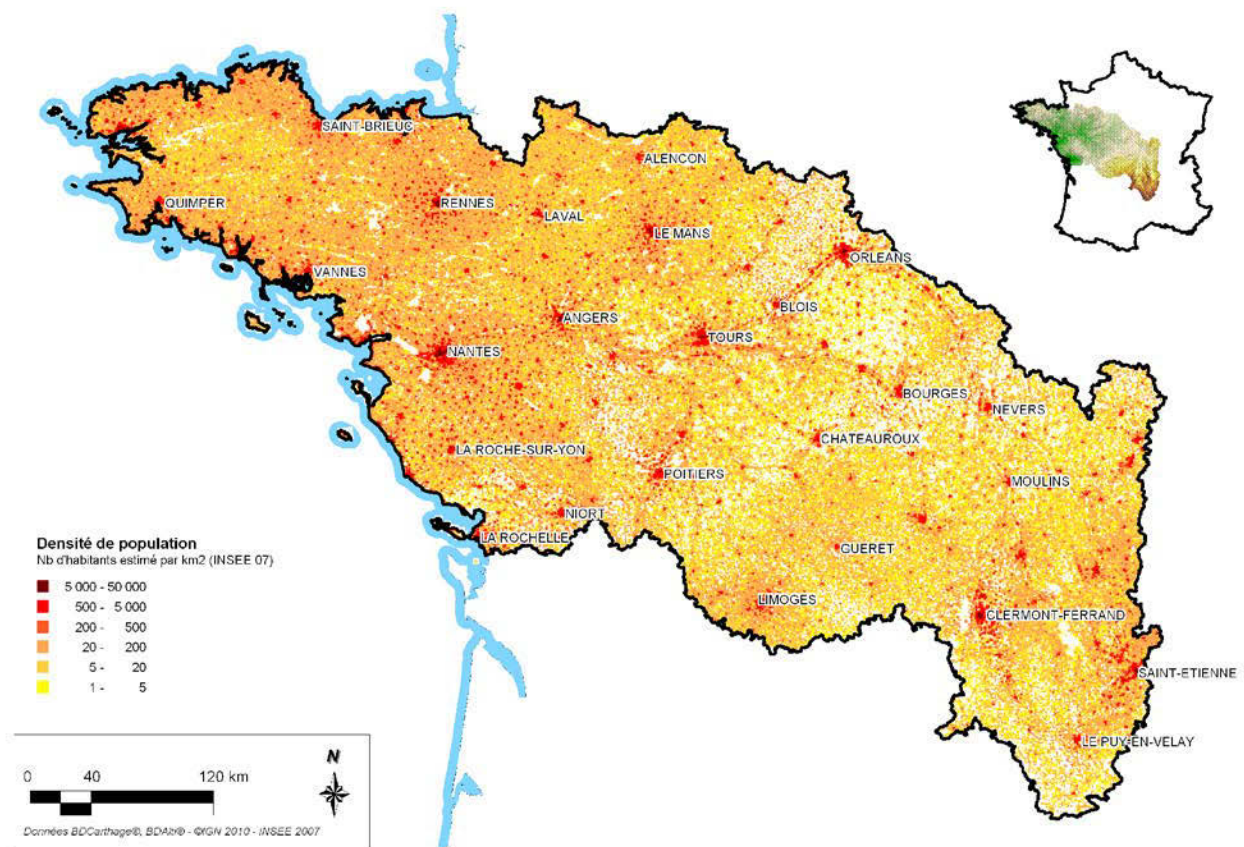 SAINT-BRIEUC
ALENCON
QUIMPER
RENNES
LAVAL
LE MANS
ORLEANS
VANNES
BLOIS
ANGERS
TOURS
NANTES
BOURGES
NEVERS
CHATEAUROUX
LA ROCHE-SUR-YON
POITIERS
MOULINS
NIORT
LA ROCHELLE
GUERET
LIMOGES
CLERMONT-FERRAND
SAINT-ETIENNE
LE PUY-EN-VELAY
Densité de population
Nb d'habitants estimé par km2 (INSEE 07)
5 000 - 50 000
500 - 5 000
200 - 500
20 - 200
5 - 20
1 - 5
N
0 40 120 km
Données BDCarthage®, BDAlti® - ©IGN 2010 - INSEE 2007